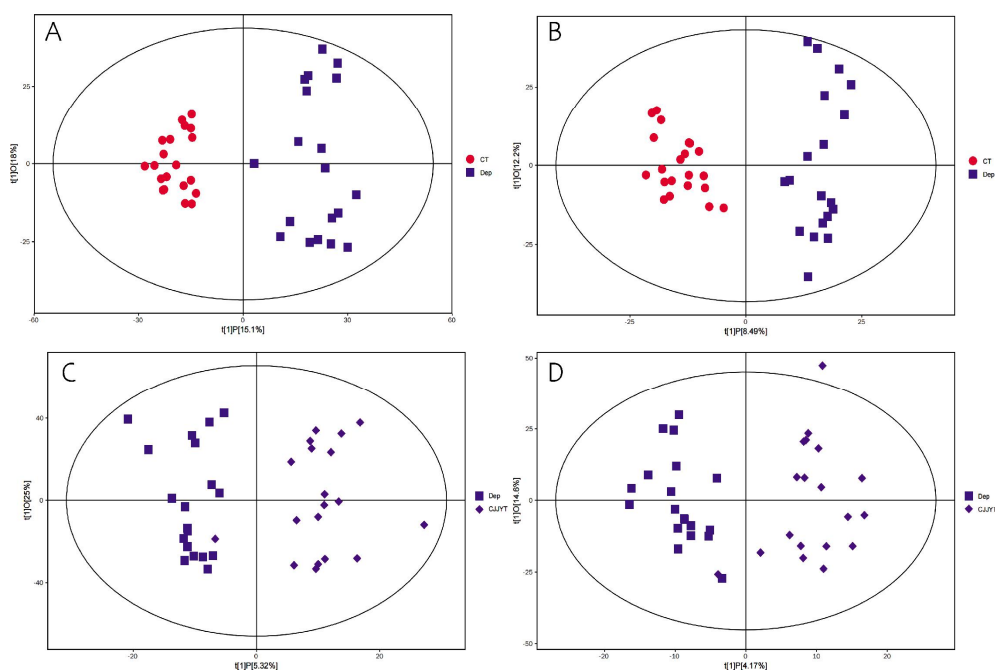 A
25
0
-25
-60
-30
0
30
60
t[1]O[18%]
t[1]P[15.1%]
CT
Dep
B
25
0
-25
-25
0
25
t[1]O[12.2%]
t[1]P[8.49%]
CT
Dep
C
40
0
-40
-20
0
20
t[1]O[25%]
t[1]P[5.32%]
Dep
CJJYT
D
50
25
0
-25
-50
-20
-10
0
10
20
t[1]O[14.6%]
t[1]P[4.17%]
Dep
CJJYT